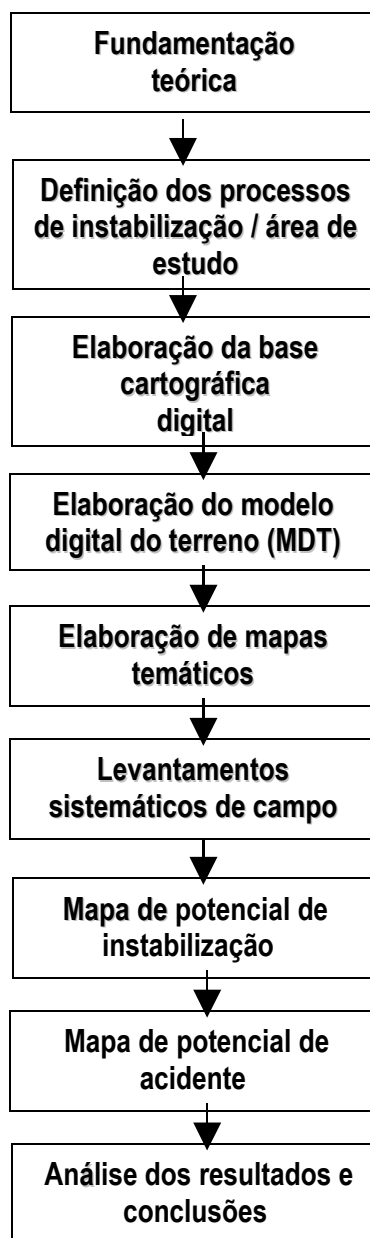 Fundamentação
teórica
Definição dos processos
de instabilização / área de
estudo
Elaboração da base
cartográfica
digital
Elaboração do modelo
digital do terreno (MDT)
Elaboração de mapas
temáticos
Levantamentos
sistemáticos de campo
Mapa de potencial de
instabilização
Mapa de potencial de
acidente
Análise dos resultados e
conclusões